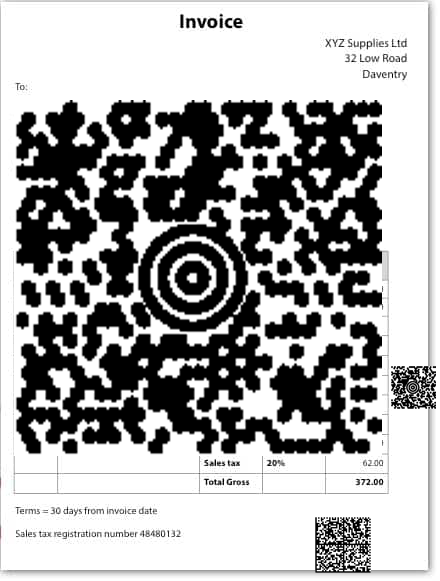 Invoice
XYZ Supplies Ltd
32 Low Road
Daventry
To:
Sales tax 20% 62.00
Total Gross 372.00
Terms = 30 days from invoice date
Sales tax registration number 48480132